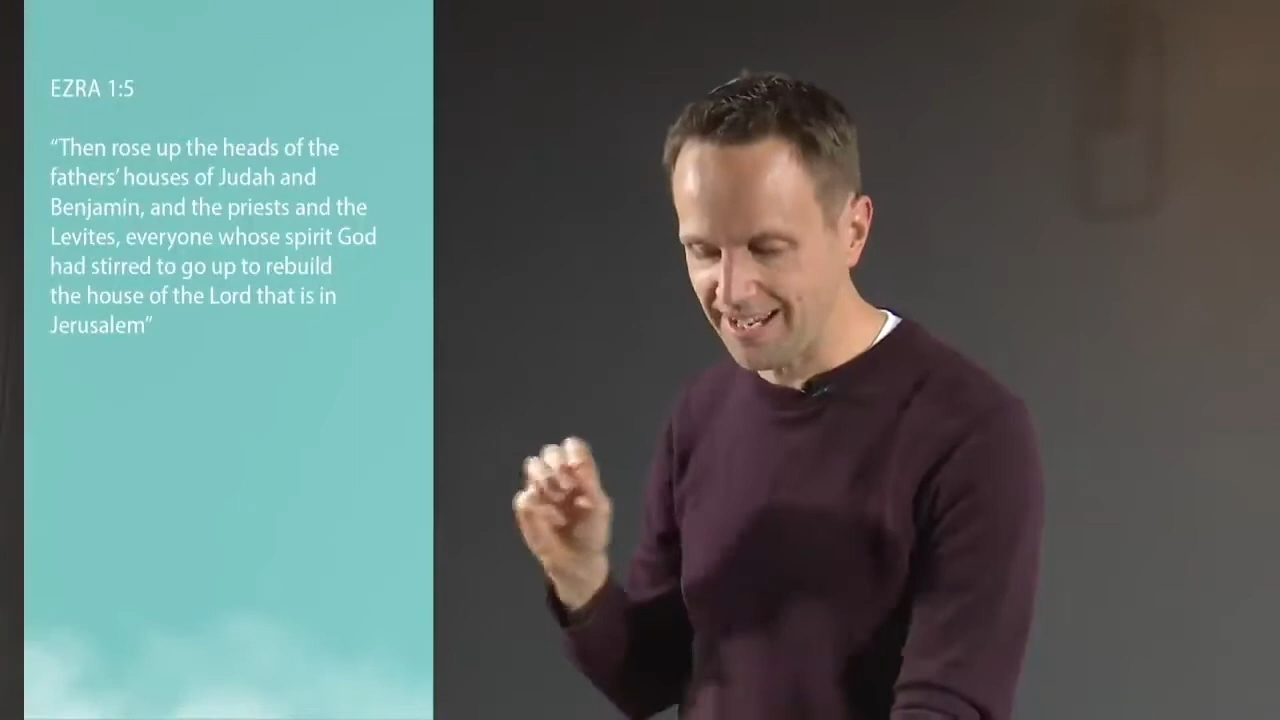 EZRA 1:5
“Then rose up the heads of the
fathers’ houses of Judah and
Benjamin, and the priests and the
Levites, everyone whose spirit God
had stirred to go up to rebuild
the house of the Lord that is in
Jerusalem”